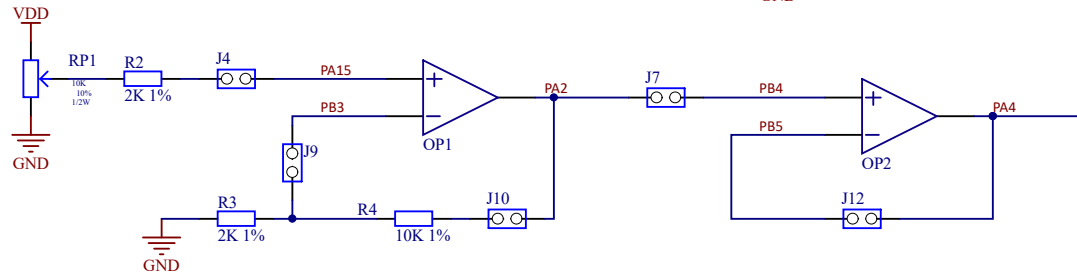 GND
VDD
RP1
10K
10%
1/2W
GND
R2
2K 1%
J4
PA15
PB3
OP1
J9
R3
2K 1%
GND
R4
10K 1%
J10
PA2
J7
PB4
PB5
OP2
J12
PA4